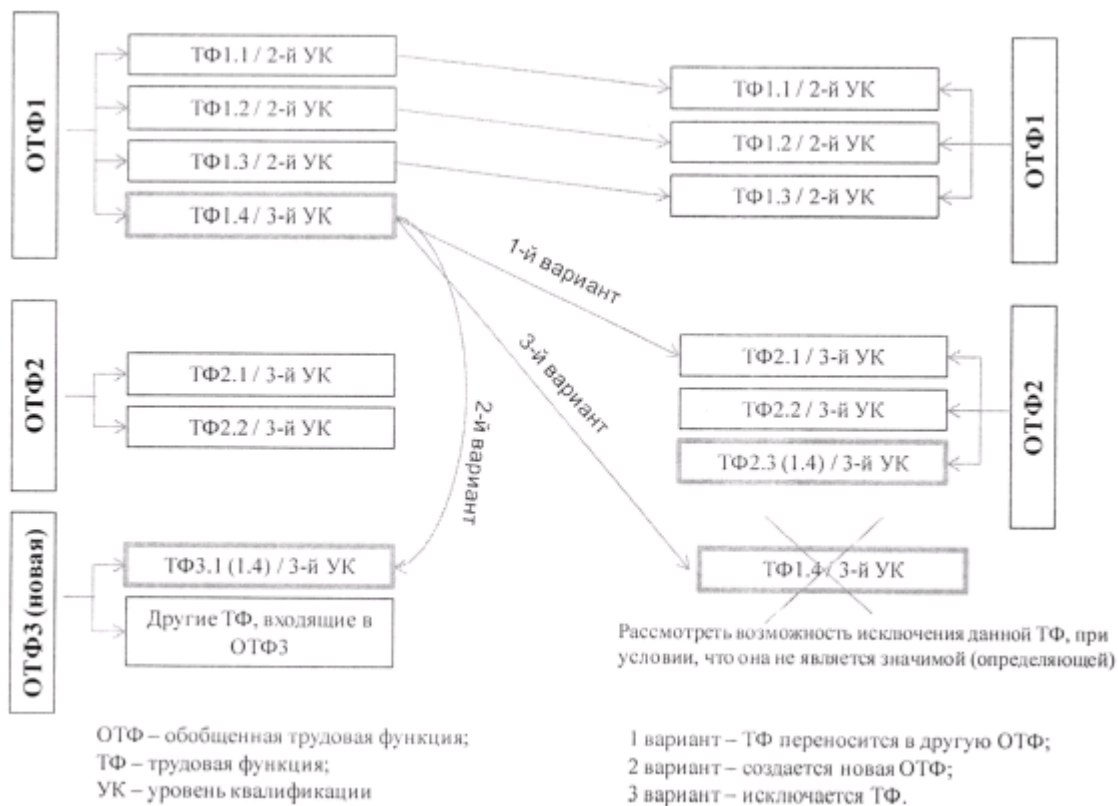 ОТФ1
ТФ1.1 / 2-й УК
ТФ1.2 / 2-й УК
ТФ1.3 / 2-й УК
ТФ1.4 / 3-й УК
ТФ1.1 / 2-й УК
ТФ1.2 / 2-й УК
ТФ1.3 / 2-й УК
ОТФ1
1-й вариант
3-й вариант
2-й вариант
ОТФ2
ТФ2.1 / 3-й УК
ТФ2.2 / 3-й УК
ТФ2.1 / 3-й УК
ТФ2.2 / 3-й УК
ТФ2.3 (1.4) / 3-й УК
ОТФ2
ОТФ3 (новая)
ТФ3.1 (1.4) / 3-й УК
Другие ТФ, входящие в
ОТФ3
ТФ1.4 / 3-й УК
Рассмотреть возможность исключения данной ТФ, при
условии, что она не является значимой (определяющей)
ОТФ – обобщенная трудовая функция;
ТФ – трудовая функция;
УК – уровень квалификации
1 вариант – ТФ переносится в другую ОТФ;
2 вариант – создается новая ОТФ;
3 вариант – исключается ТФ.